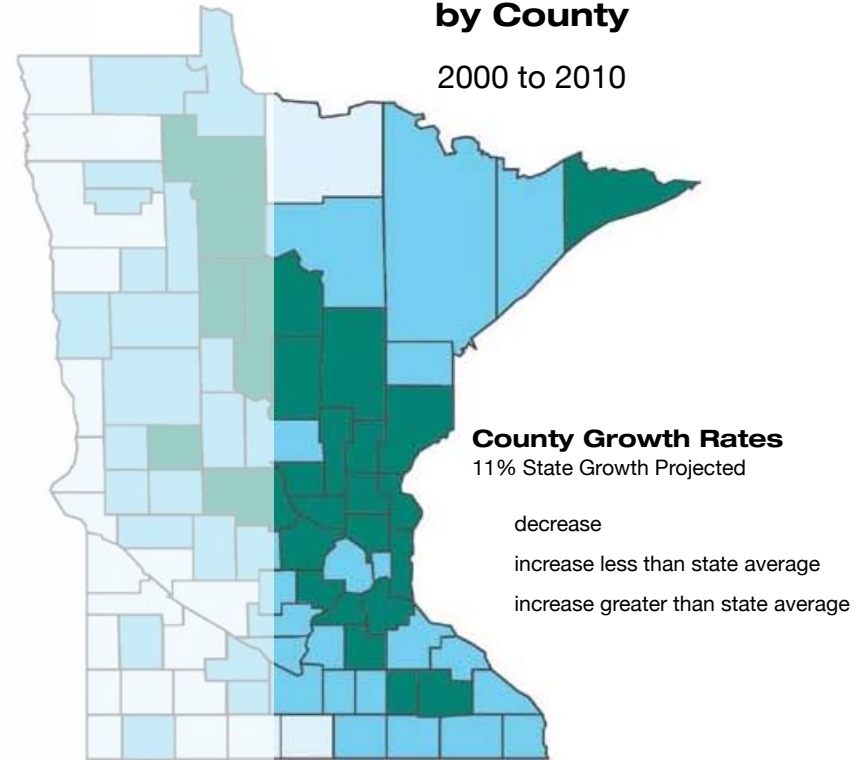 by County
2000 to 2010
County Growth Rates
11% State Growth Projected
decrease
increase less than state average
increase greater than state average